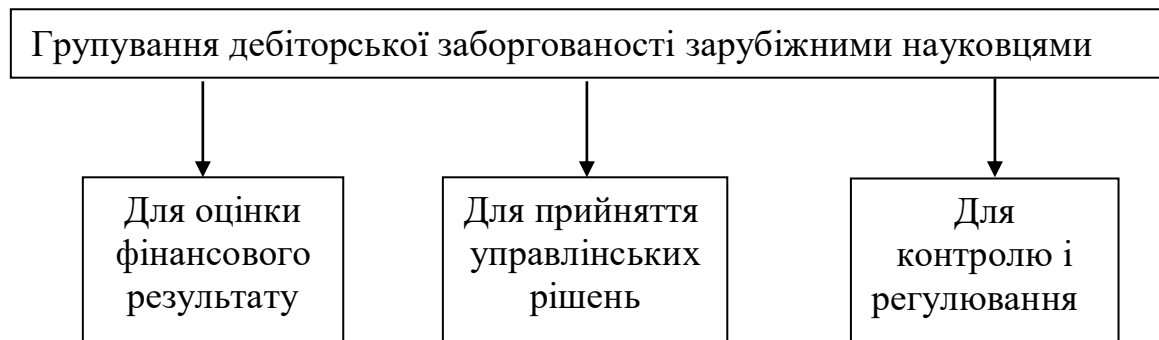 Групування дебіторської заборгованості зарубіжними науковцями
Для оцінки
фінансового
результату
Для прийняття
управлінських
рішень
Для
контролю і
регулювання